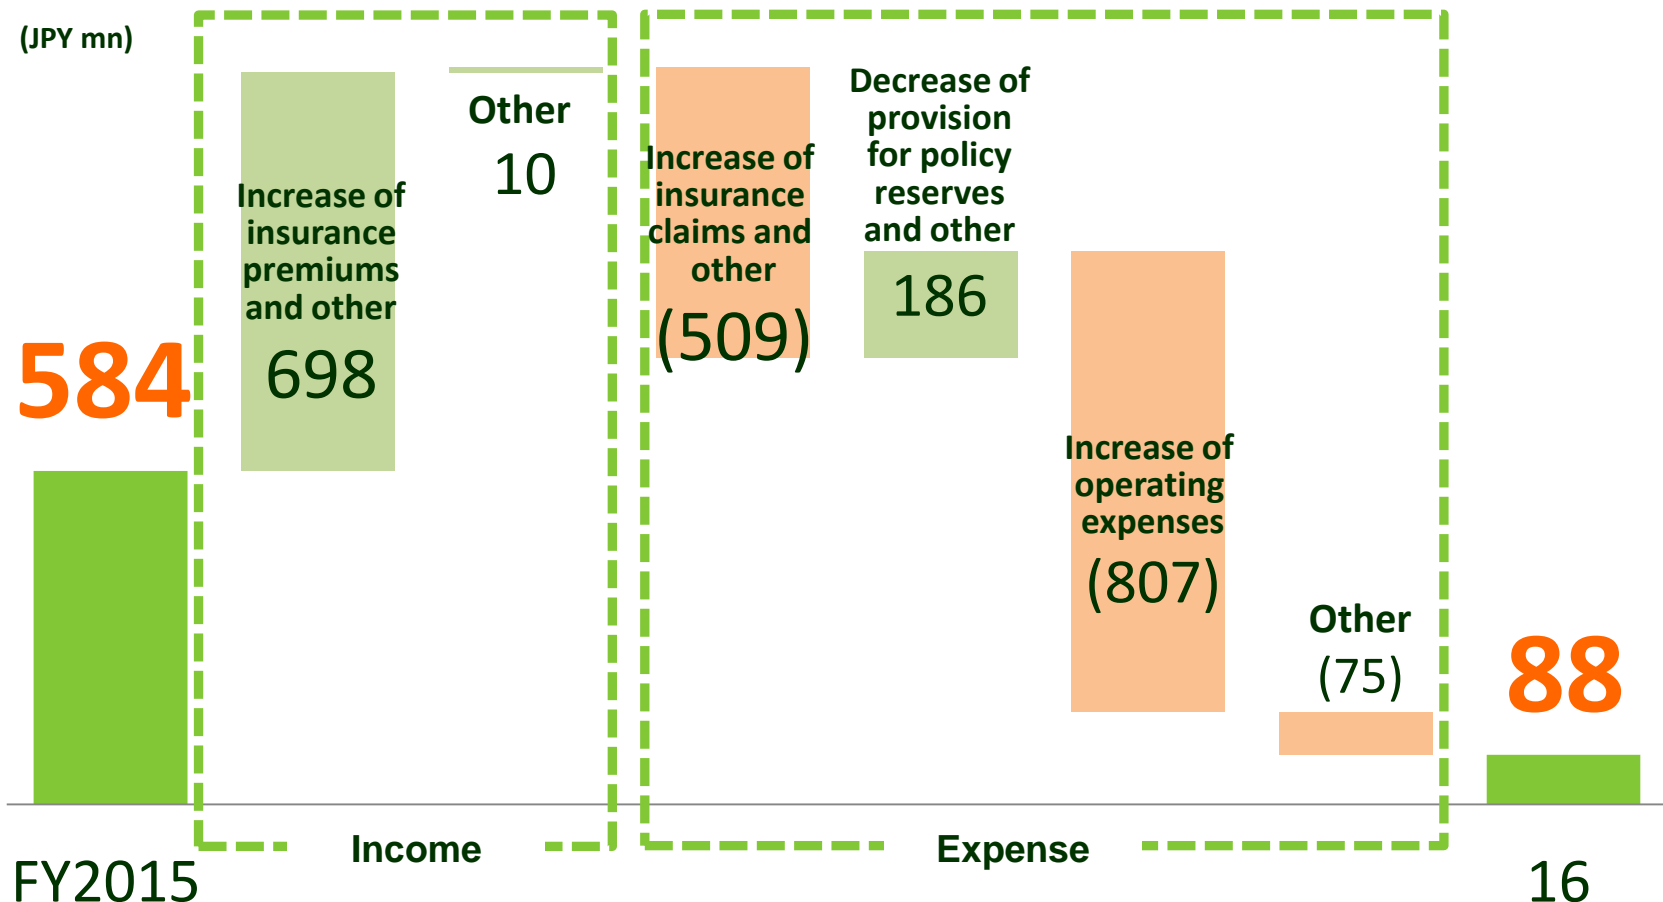 (JPY mn)
584
Increase of
insurance
premiums
and other
698
Other
10
Increase of
insurance
claims and
other
(509)
Decrease of
provision
for policy
reserves
and other
186
Increase of
operating
expenses
(807)
Other
(75)
88
Income
Expense
FY2015
16